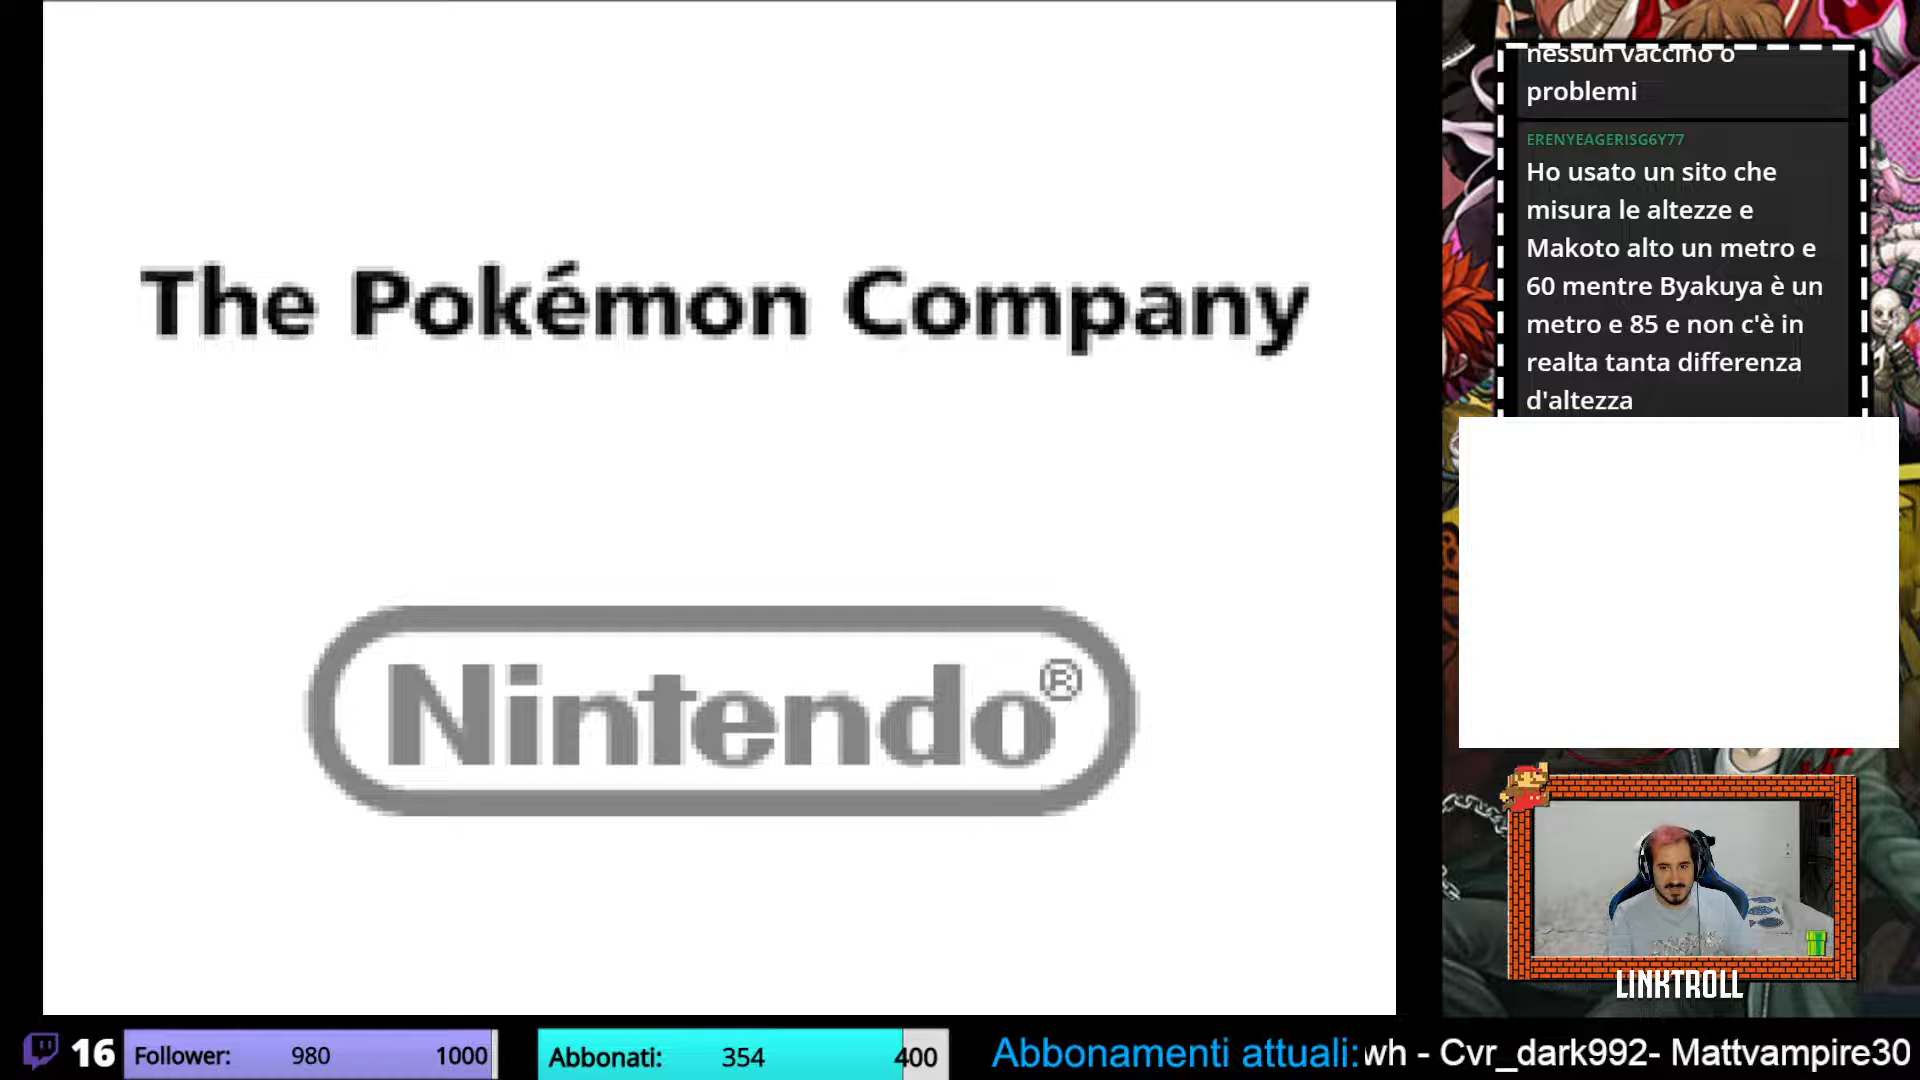 The Pokémon Company
Nintendo®
nessun vaccino o
problemi
ERENYEAGERISG6Y77
Ho usato un sito che
misura le altezze e
Makoto alto un metro e
60 mentre Byakuya è un
metro e 85 e non c'è in
realta tanta differenza
d'altezza
LINKTROLL
16 Follower: 980 1000 Abbonati: 354 400 Abbonamenti attuali: wh - Cvr_dark992- Mattvampire30